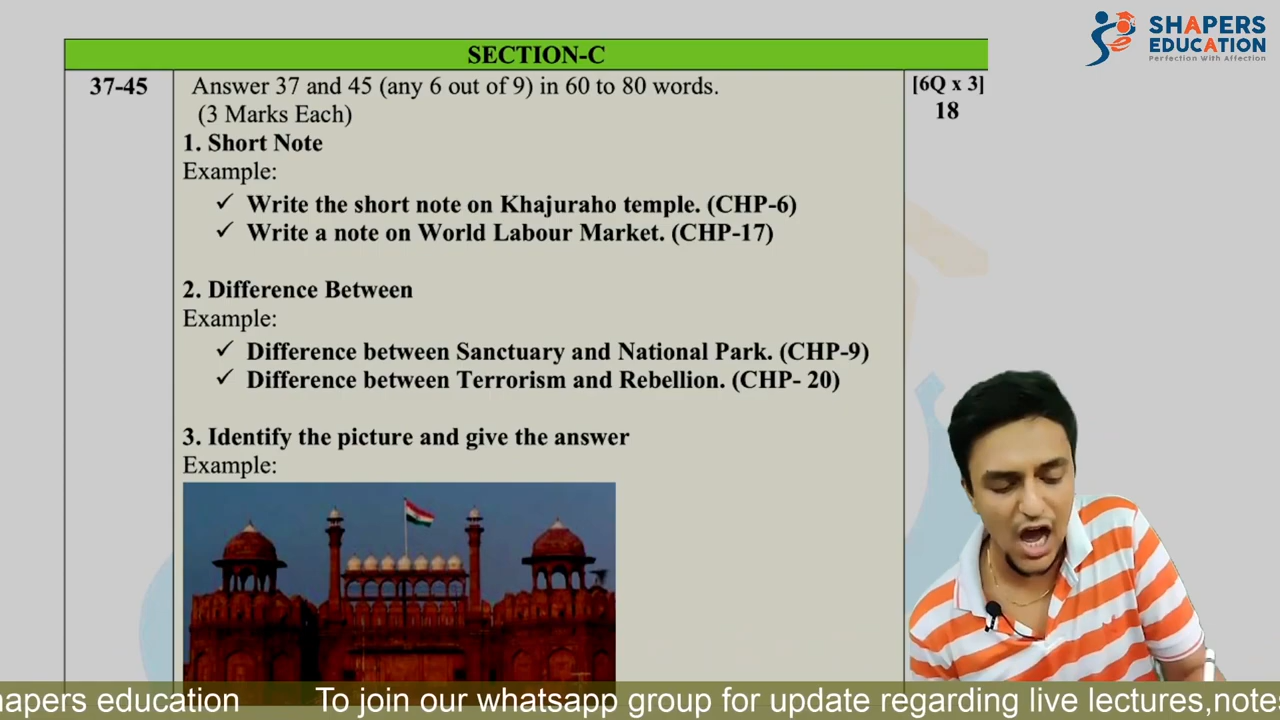 SHAPERS
EDUCATION
Perfection With Affection
SECTION-C
37-45
Answer 37 and 45 (any 6 out of 9) in 60 to 80 words.
[6Q x 3]
(3 Marks Each)
18
1. Short Note
Example:
✓ Write the short note on Khajuraho temple. (CHP-6)
✓ Write a note on World Labour Market. (CHP-17)
2. Difference Between
Example:
✓ Difference between Sanctuary and National Park. (CHP-9)
✓ Difference between Terrorism and Rebellion. (CHP- 20)
3. Identify the picture and give the answer
Example:
hapers education To join our whatsapp group for update regarding live lectures,note